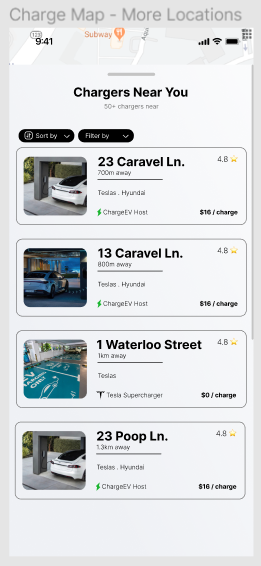 Charge Map - More Locations
Subway
9:41
Chargers Near You
50+ chargers near
Sort by
Filter by
23 Caravel Ln.
4.8
700m away
Teslas . Hyundai
ChargeEV Host
$16 / charge
13 Caravel Ln.
4.8
800m away
Teslas . Hyundai
ChargeEV Host
$16 / charge
1 Waterloo Street
4.8
1km away
Teslas
Tesla Supercharger
$0 / charge
23 Poop Ln.
4.8
1.3km away
Teslas . Hyundai
ChargeEV Host
$16 / charge